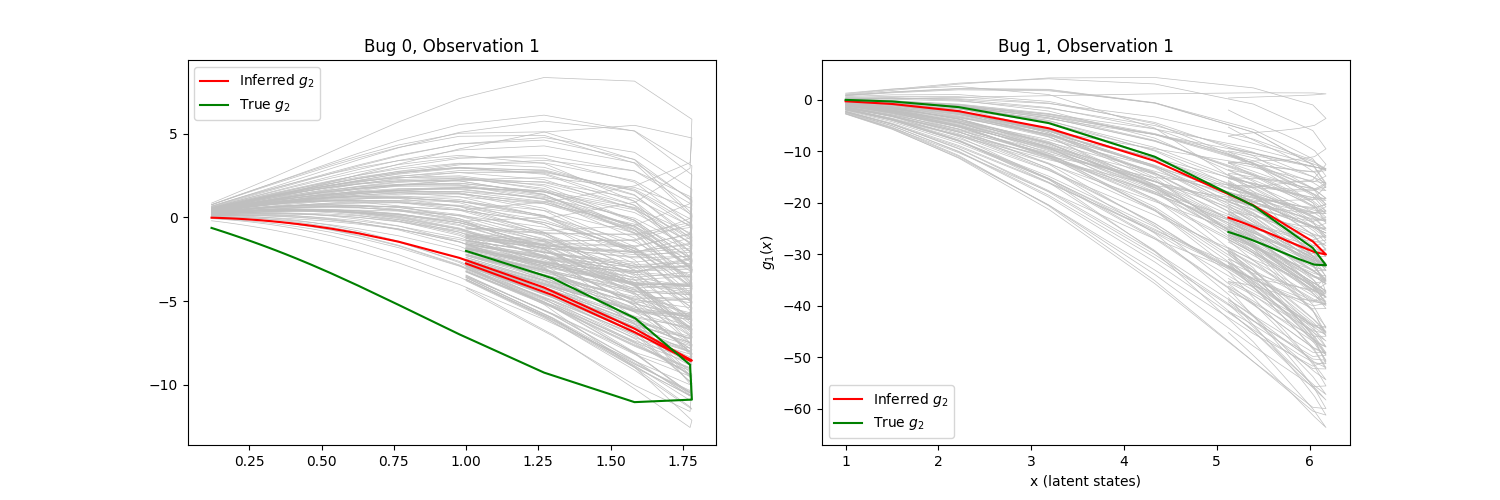 Bug 0, Observation 1
Inferred g₂
True g₂
5
0
−5
−10
0.25 0.50 0.75 1.00 1.25 1.50 1.75
Bug 1, Observation 1
g₁(x)
0
−10
−20
−30
−40
−50
−60
Inferred g₂
True g₂
1 2 3 4 5 6
x (latent states)